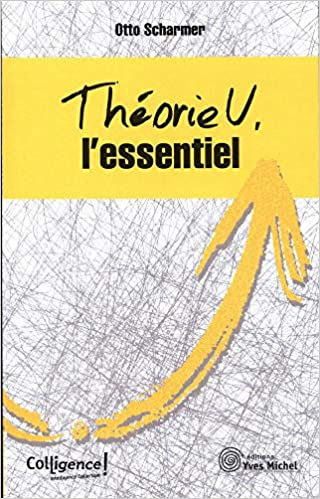 Otto Scharmer
Théorie U,
l'essentiel
Colligence!
Intelligence Collective
éditions
Yves Michel